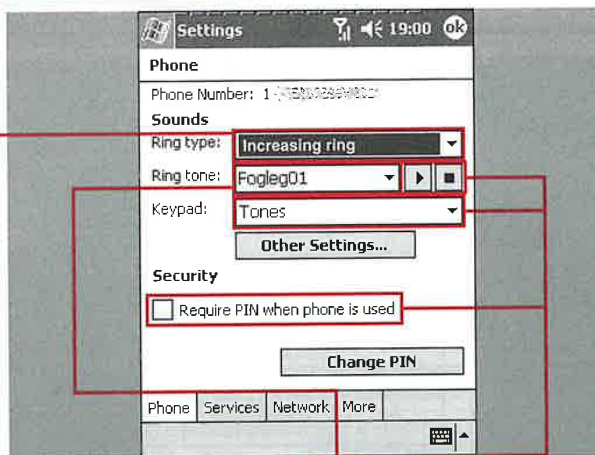 Settings 19:00 ok
Phone
Phone Number: 1
Sounds
Ring type: Increasing ring
Ring tone: Fogleg01
Keypad: Tones
Other Settings...
Security
Require PIN when phone is used
Change PIN
Phone Services Network More